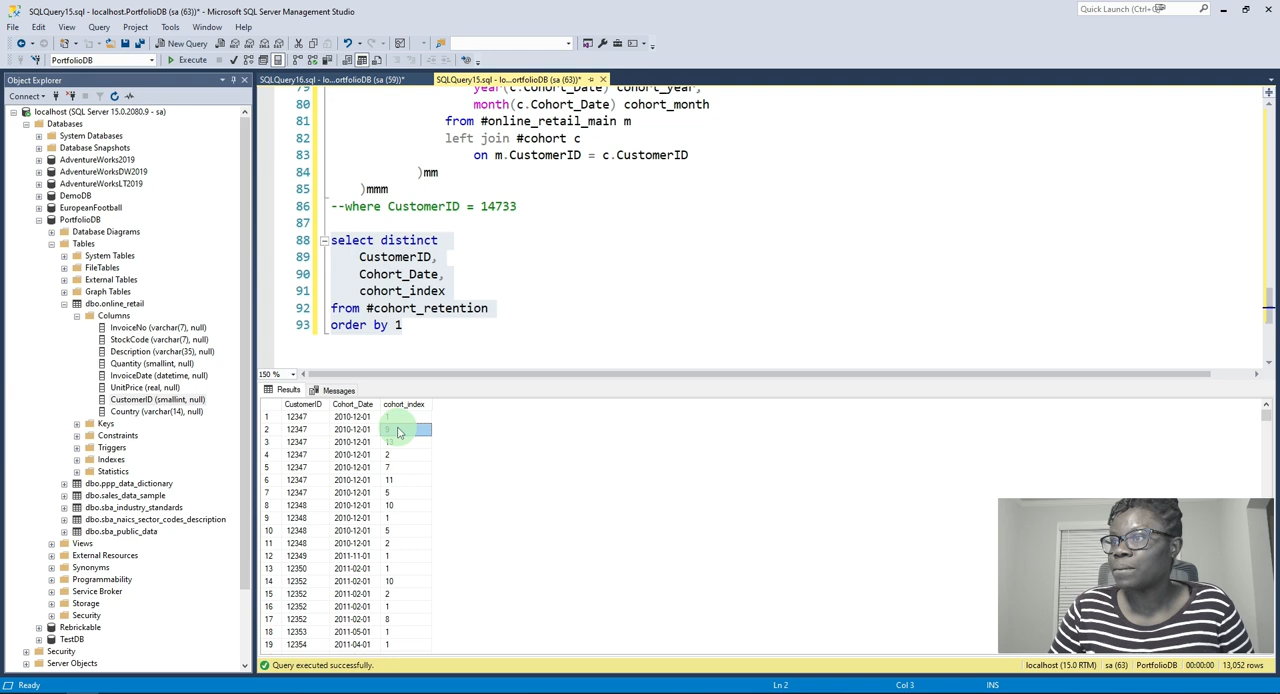 SQLQuery15.sql - localhost.PortfolioDB (sa (63))* - Microsoft SQL Server Management Studio
Quick Launch (Ctrl+Q)
File Edit View Query Project Tools Window Help
New Query
PortfolioDB
Execute
Object Explorer
SQLQuery16.sql - lo...ortfolioDB (sa (59))*
SQLQuery15.sql - lo...ortfolioDB (sa (63))*
Connect
localhost (SQL Server 15.0.2080.9 - sa)
Databases
System Databases
Database Snapshots
AdventureWorks2019
AdventureWorksDW2019
AdventureWorksLT2019
DemoDB
EuropeanFootball
PortfolioDB
Database Diagrams
Tables
System Tables
FileTables
External Tables
Graph Tables
dbo.online_retail
Columns
InvoiceNo (varchar(7), null)
StockCode (varchar(7), null)
Description (varchar(35), null)
Quantity (smallint, null)
InvoiceDate (datetime, null)
UnitPrice (real, null)
CustomerID (smallint, null)
Country (varchar(14), null)
Keys
Constraints
Triggers
Indexes
Statistics
dbo.ppp_data_dictionary
dbo.sales_data_sample
dbo.sba_industry_standards
dbo.sba_naics_sector_codes_description
dbo.sba_public_data
Views
External Resources
Synonyms
Programmability
Service Broker
Storage
Security
Rebrickable
TestDB
Security
Server Objects
79 year(c.Cohort_Date) cohort_year,
80 month(c.Cohort_Date) cohort_month
81 from #online_retail_main m
82 left join #cohort c
83 on m.CustomerID = c.CustomerID
84 )mm
85 )mmm
86 --where CustomerID = 14733
87
88 select distinct
89 CustomerID,
90 Cohort_Date,
91 cohort_index
92 from #cohort_retention
93 order by 1
150 %
Results Messages
CustomerID Cohort_Date cohort_index
1 12347 2010-12-01 1
2 12347 2010-12-01 9
3 12347 2010-12-01 13
4 12347 2010-12-01 2
5 12347 2010-12-01 7
6 12347 2010-12-01 11
7 12347 2010-12-01 5
8 12348 2010-12-01 10
9 12348 2010-12-01 1
10 12348 2010-12-01 5
11 12348 2010-12-01 2
12 12349 2011-11-01 1
13 12350 2011-02-01 1
14 12352 2011-02-01 10
15 12352 2011-02-01 2
16 12352 2011-02-01 1
17 12352 2011-02-01 8
18 12353 2011-05-01 1
19 12354 2011-04-01 1
Query executed successfully.
localhost (15.0 RTM) sa (63) PortfolioDB 00:00:00 13,052 rows
Ready Ln 2 Col 3 INS